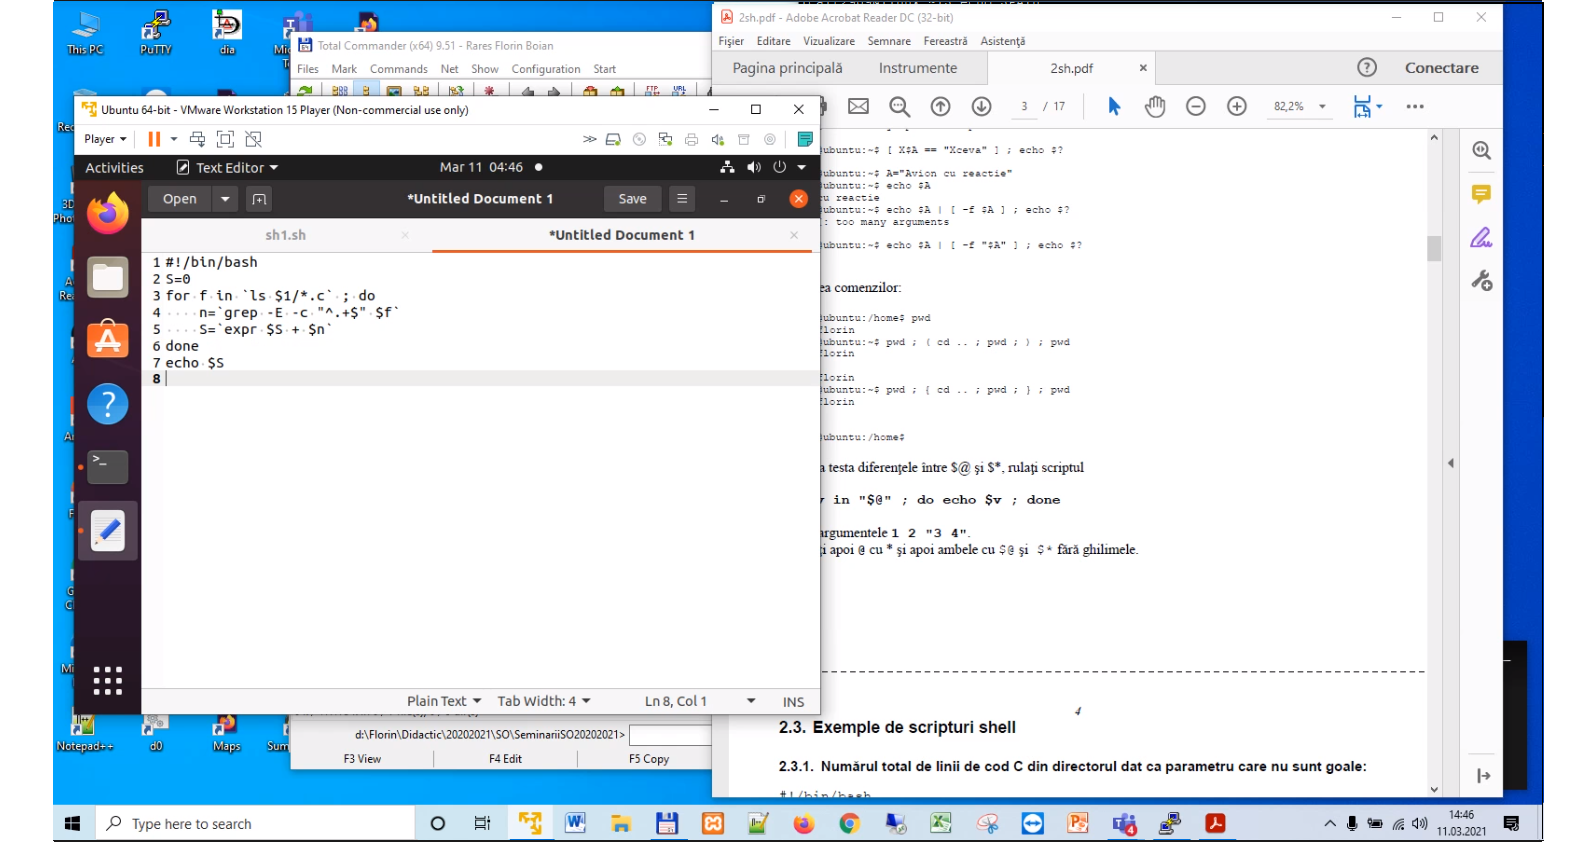 This PC
PuTTY
dia
Total Commander (x64) 9.51 - Rares Florin Boian
Files Mark Commands Net Show Configuration Start
FTP URL
2sh.pdf - Adobe Acrobat Reader DC (32-bit)
Fișier Editare Vizualizare Semnare Fereastră Asistență
Pagina principală Instrumente 2sh.pdf × Conectare
3 / 17 82,2%
Ubuntu 64-bit - VMware Workstation 15 Player (Non-commercial use only)
Player
Activities Text Editor Mar 11 04:46
Open *Untitled Document 1 Save
sh1.sh *Untitled Document 1
1 #!/bin/bash
2 S=0
3 for f in `ls $1/*.c` ; do
4 n=`grep -E -c "^.+$" $f`
5 S=`expr $S + $n`
6 done
7 echo $S
8
Plain Text Tab Width: 4 Ln 8, Col 1 INS
ubuntu:~$ [ X$A == "Xceva" ] ; echo $?
ubuntu:~$ A="Avion cu reactie"
ubuntu:~$ echo $A
cu reactie
ubuntu:~$ echo $A | [ -f $A ] ; echo $?
: too many arguments
ubuntu:~$ echo $A | [ -f "$A" ] ; echo $?
ea comenzilor:
ubuntu:/home$ pwd
florin
ubuntu:~$ pwd ; ( cd .. ; pwd ; ) ; pwd
florin
florin
ubuntu:~$ pwd ; { cd .. ; pwd ; } ; pwd
florin
ubuntu:/home$
a testa diferențele între $@ și $*, rulați scriptul
v in "$@" ; do echo $v ; done
argumentele 1 2 "3 4".
ți apoi @ cu * și apoi ambele cu $@ și $* fără ghilimele.
2.3. Exemple de scripturi shell
2.3.1. Numărul total de linii de cod C din directorul dat ca parametru care nu sunt goale:
#!/bin/bash
d:\Florin\Didactic\20202021\SO\SeminariiSO20202021>
F3 View F4 Edit F5 Copy
Notepad++
d0
Maps
Sum
Type here to search
14:46
11.03.2021